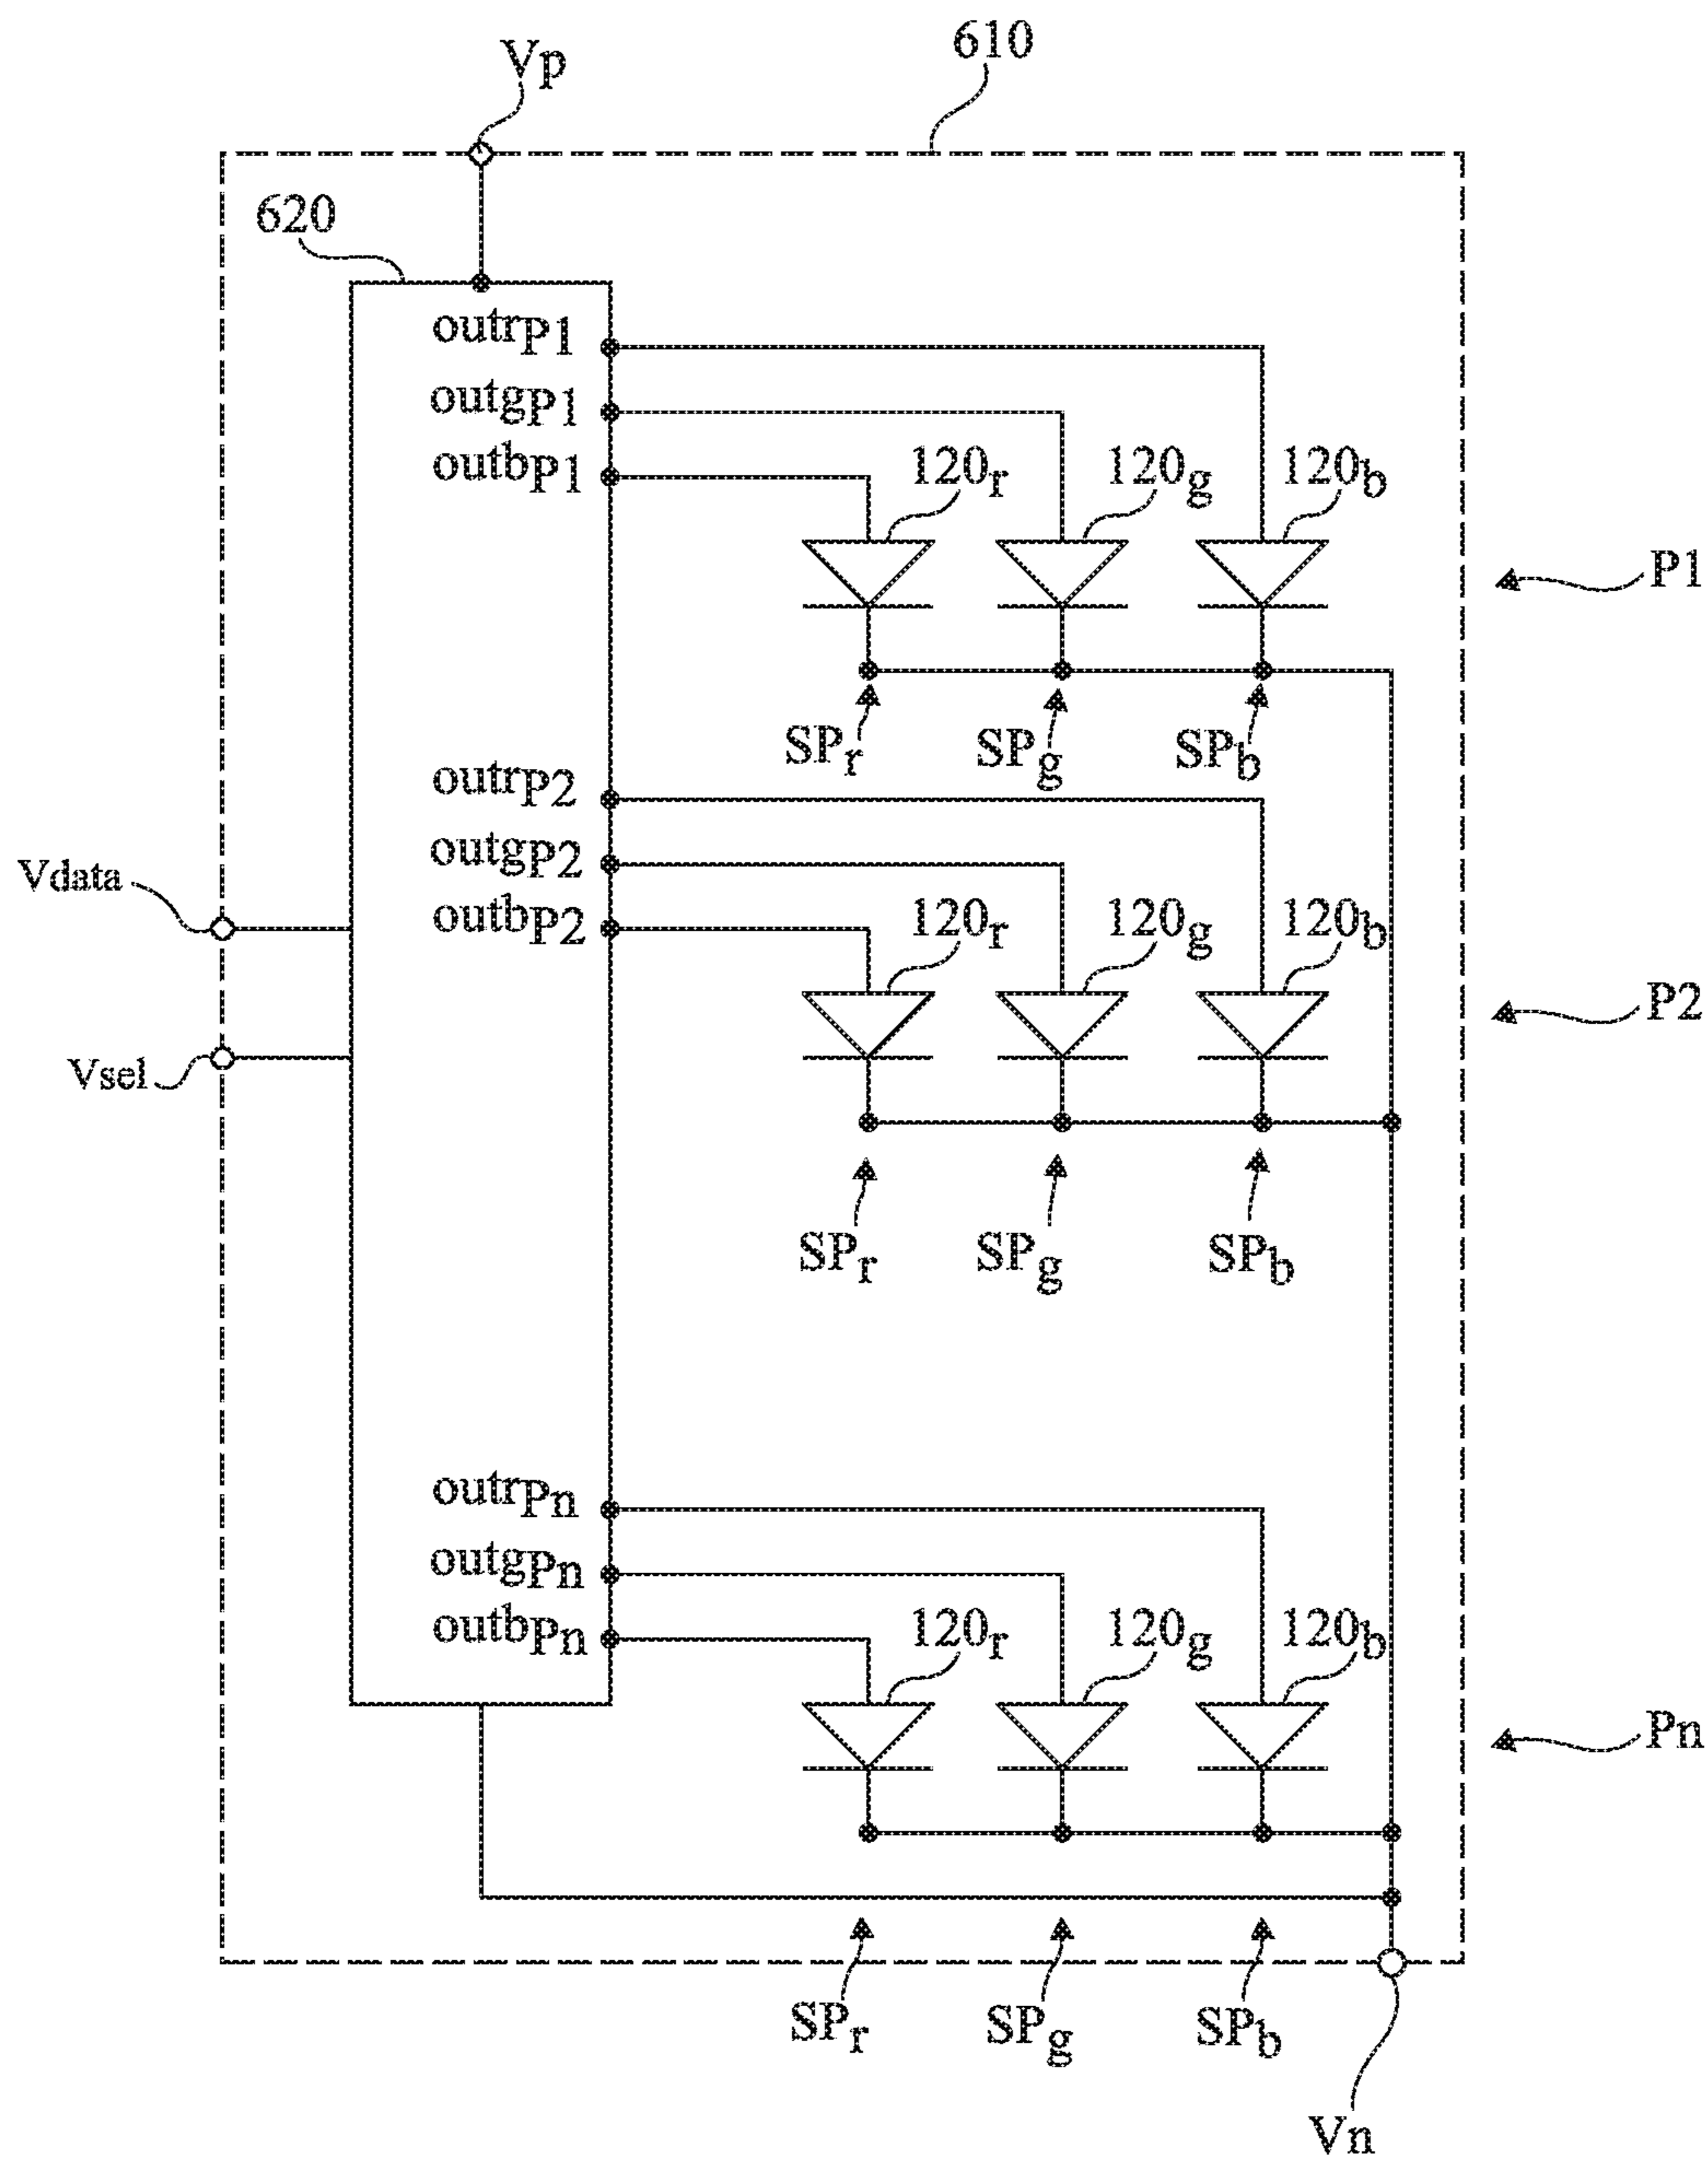 Vp
610
620
outrP1
outgP1
outbP1
120r 120g 120b
P1
SPr SPg SPb
outrP2
outgP2
outbP2
Vdata
120r 120g 120b
P2
Vsel
SPr SPg SPb
outrPn
outgPn
outbPn
120r 120g 120b
Pn
SPr SPg SPb
Vn